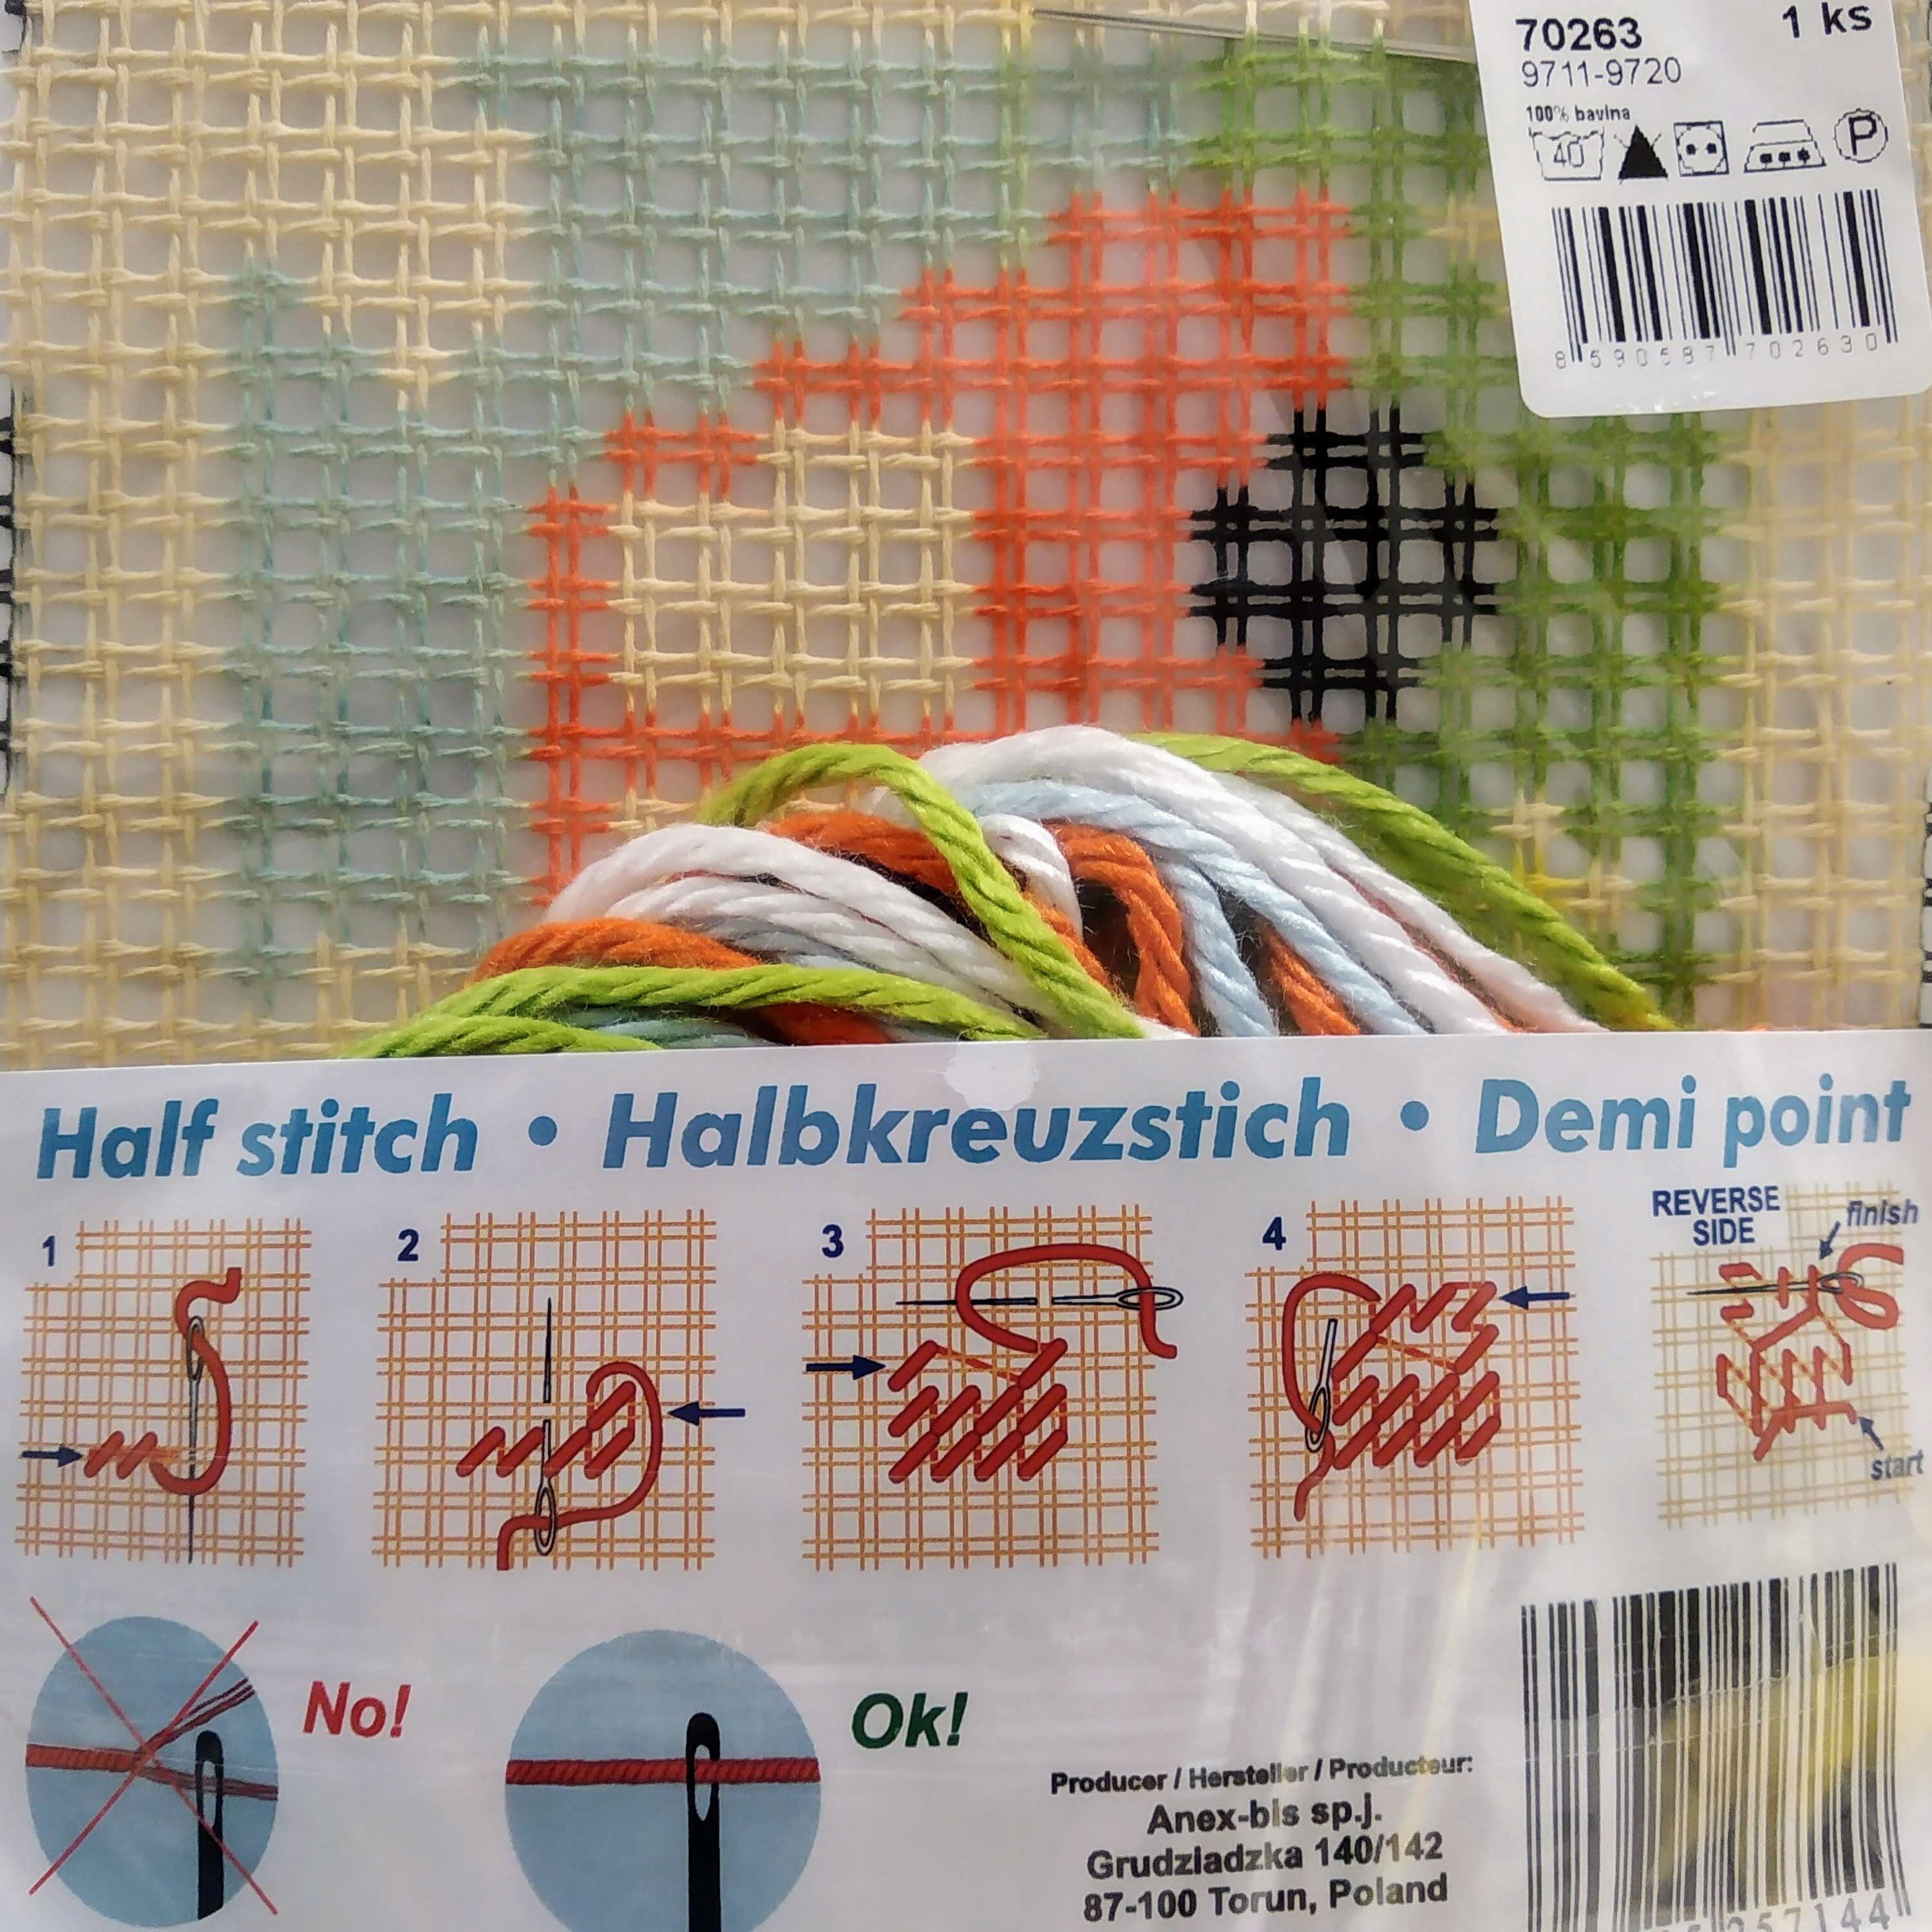 70263 1 ks
9711-9720
100% bavlna
40 P
8 590587 702630
Half stitch • Halbkreuzstich • Demi point
1
2
3
4
REVERSE
SIDE
finish
start
No!
Ok!
Producer / Hersteller / Producteur:
Anex-bis sp.j.
Grudziadzka 140/142
87-100 Torun, Poland
257144